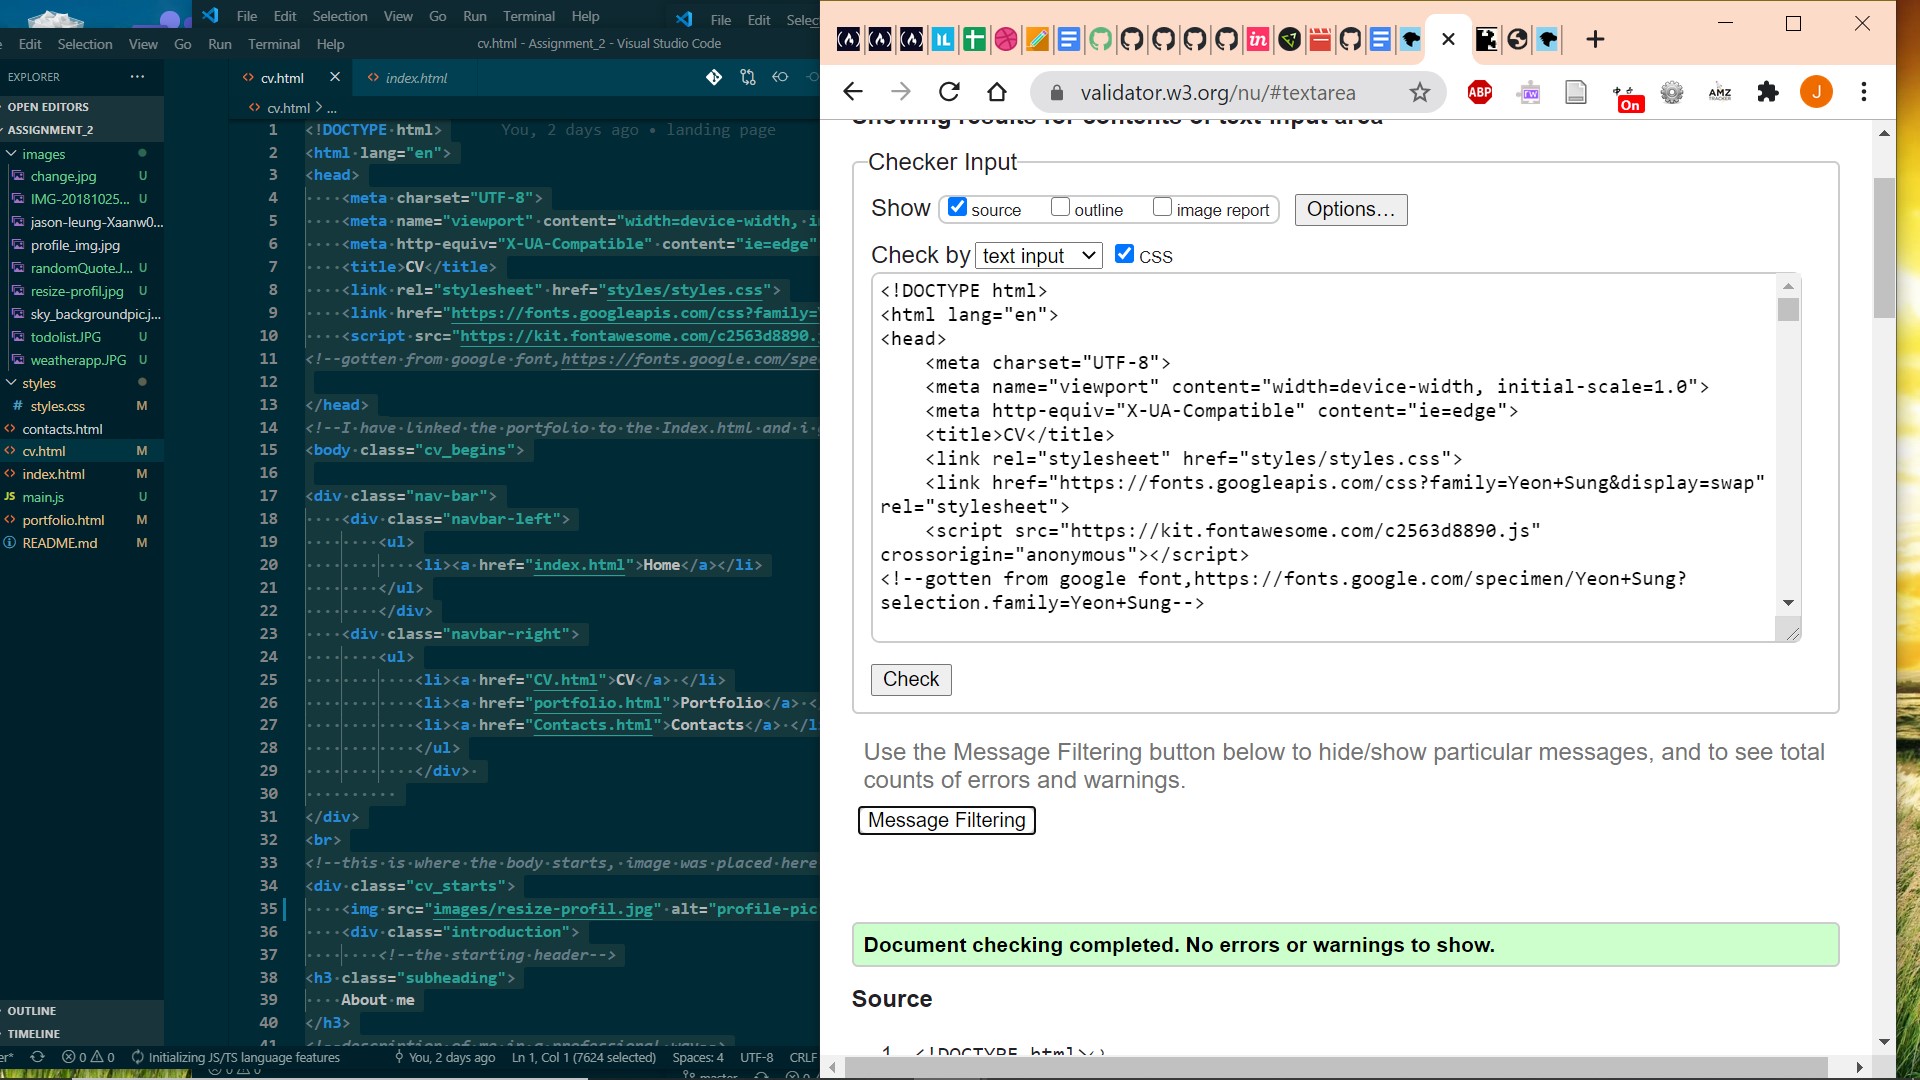 File Edit Selection View Go Run Terminal Help
File Edit
Edit Selection View Go Run Terminal Help
cv.html - Assignment_2 - Visual Studio Code
EXPLORER ...
OPEN EDITORS
ASSIGNMENT_2
images
change.jpg U
IMG-20181025... U
jason-leung-Xaanw0...
profile_img.jpg
randomQuote.J... U
resize-profil.jpg U
sky_backgroundpic.j...
todolist.JPG U
weatherapp.JPG U
styles
# styles.css M
contacts.html
cv.html M
index.html M
JS main.js U
portfolio.html M
README.md M
OUTLINE
TIMELINE
cv.html index.html
cv.html > ...
1 <!DOCTYPE html> You, 2 days ago • landing page
2 <html lang="en">
3 <head>
4 <meta charset="UTF-8">
5 <meta name="viewport" content="width=device-width,
6 <meta http-equiv="X-UA-Compatible" content="ie=edge"
7 <title>CV</title>
8 <link rel="stylesheet" href="styles/styles.css">
9 <link href="https://fonts.googleapis.com/css?family=
10 <script src="https://kit.fontawesome.com/c2563d8890.
11 <!--gotten from google font,https://fonts.google.com/spe
12
13 </head>
14 <!--I have linked the portfolio to the Index.html and i
15 <body class="cv_begins">
16
17 <div class="nav-bar">
18 <div class="navbar-left">
19 <ul>
20 <li><a href="index.html">Home</a></li>
21 </ul>
22 </div>
23 <div class="navbar-right">
24 <ul>
25 <li><a href="CV.html">CV</a> </li>
26 <li><a href="portfolio.html">Portfolio</a> <
27 <li><a href="Contacts.html">Contacts</a> </l
28 </ul>
29 </div>
30
31 </div>
32 <br>
33 <!--this is where the body starts, image was placed here
34 <div class="cv_starts">
35 <img src="images/resize-profil.jpg" alt="profile-pic
36 <div class="introduction">
37 <!--the starting header-->
38 <h3 class="subheading">
39 About me
40 </h3>
41 <!--description of me in a professional way-->
0 0 Initializing JS/TS language features You, 2 days ago Ln 1, Col 1 (7624 selected) Spaces: 4 UTF-8 CRLF
master
validator.w3.org/nu/#textarea
ABP
On
AMZ
J
Showing results for contents of text input area
Checker Input
Show source outline image report Options...
Check by text input CSS
<!DOCTYPE html>
<html lang="en">
<head>
<meta charset="UTF-8">
<meta name="viewport" content="width=device-width, initial-scale=1.0">
<meta http-equiv="X-UA-Compatible" content="ie=edge">
<title>CV</title>
<link rel="stylesheet" href="styles/styles.css">
<link href="https://fonts.googleapis.com/css?family=Yeon+Sung&display=swap"
rel="stylesheet">
<script src="https://kit.fontawesome.com/c2563d8890.js"
crossorigin="anonymous"></script>
<!--gotten from google font,https://fonts.google.com/specimen/Yeon+Sung?
selection.family=Yeon+Sung-->
Check
Use the Message Filtering button below to hide/show particular messages, and to see total
counts of errors and warnings.
Message Filtering
Document checking completed. No errors or warnings to show.
Source
1 <!DOCTYPE html>